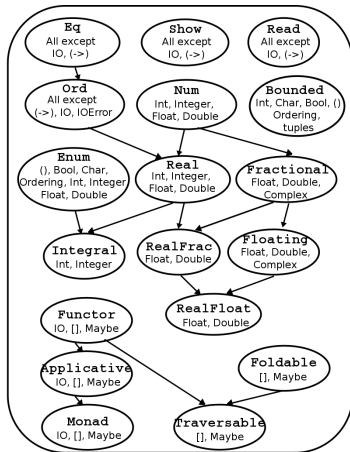 Eq
All except
IO, (->)
Show
All except
IO, (->)
Read
All except
IO, (->)
Ord
All except
(->), IO, IOError
Num
Int, Integer,
Float, Double
Bounded
Int, Char, Bool, ()
Ordering,
tuples
Enum
(), Bool, Char,
Ordering, Int, Integer
Float, Double
Real
Int, Integer,
Float, Double
Fractional
Float, Double,
Complex
Integral
Int, Integer
RealFrac
Float, Double
Floating
Float, Double,
Complex
RealFloat
Float, Double
Functor
IO, [], Maybe
Applicative
IO, [], Maybe
Foldable
[], Maybe
Monad
IO, [], Maybe
Traversable
[], Maybe